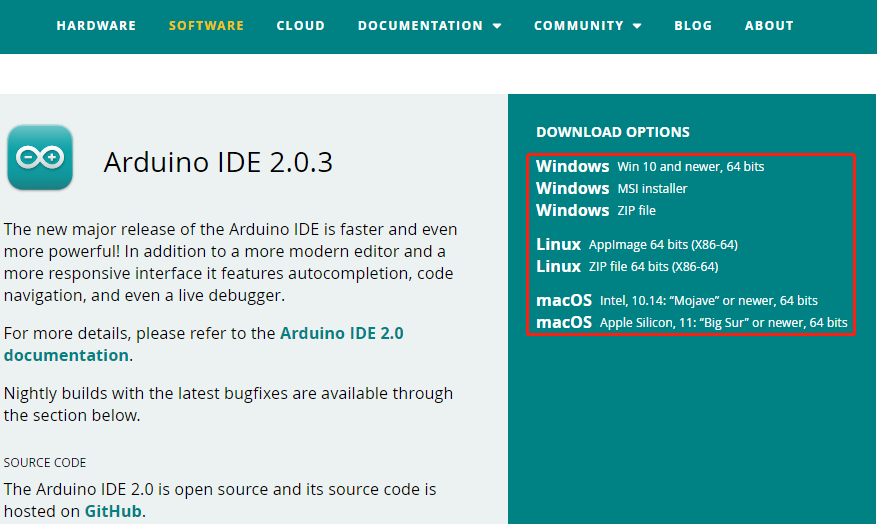 HARDWARE SOFTWARE CLOUD DOCUMENTATION COMMUNITY BLOG ABOUT
Arduino IDE 2.0.3
The new major release of the Arduino IDE is faster and even
more powerful! In addition to a more modern editor and a
more responsive interface it features autocompletion, code
navigation, and even a live debugger.
For more details, please refer to the Arduino IDE 2.0
documentation.
Nightly builds with the latest bugfixes are available through
the section below.
SOURCE CODE
The Arduino IDE 2.0 is open source and its source code is
hosted on GitHub.
DOWNLOAD OPTIONS
Windows Win 10 and newer, 64 bits
Windows MSI installer
Windows ZIP file
Linux AppImage 64 bits (X86-64)
Linux ZIP file 64 bits (X86-64)
macOS Intel, 10.14: “Mojave” or newer, 64 bits
macOS Apple Silicon, 11: “Big Sur” or newer, 64 bits